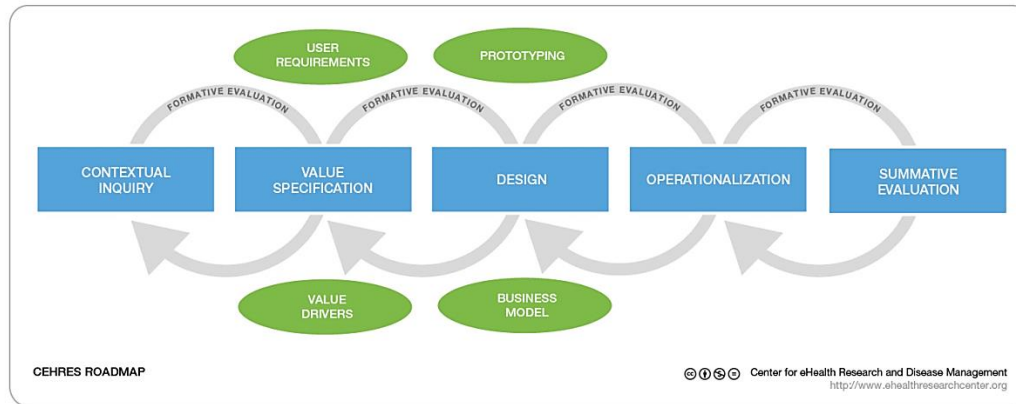 USER
REQUIREMENTS
PROTOTYPING
FORMATIVE EVALUATION
FORMATIVE EVALUATION
FORMATIVE EVALUATION
FORMATIVE EVALUATION
CONTEXTUAL
INQUIRY
VALUE
SPECIFICATION
DESIGN
OPERATIONALIZATION
SUMMATIVE
EVALUATION
VALUE
DRIVERS
BUSINESS
MODEL
CEHRES ROADMAP
Center for eHealth Research and Disease Management
http://www.ehealthresearchcenter.org